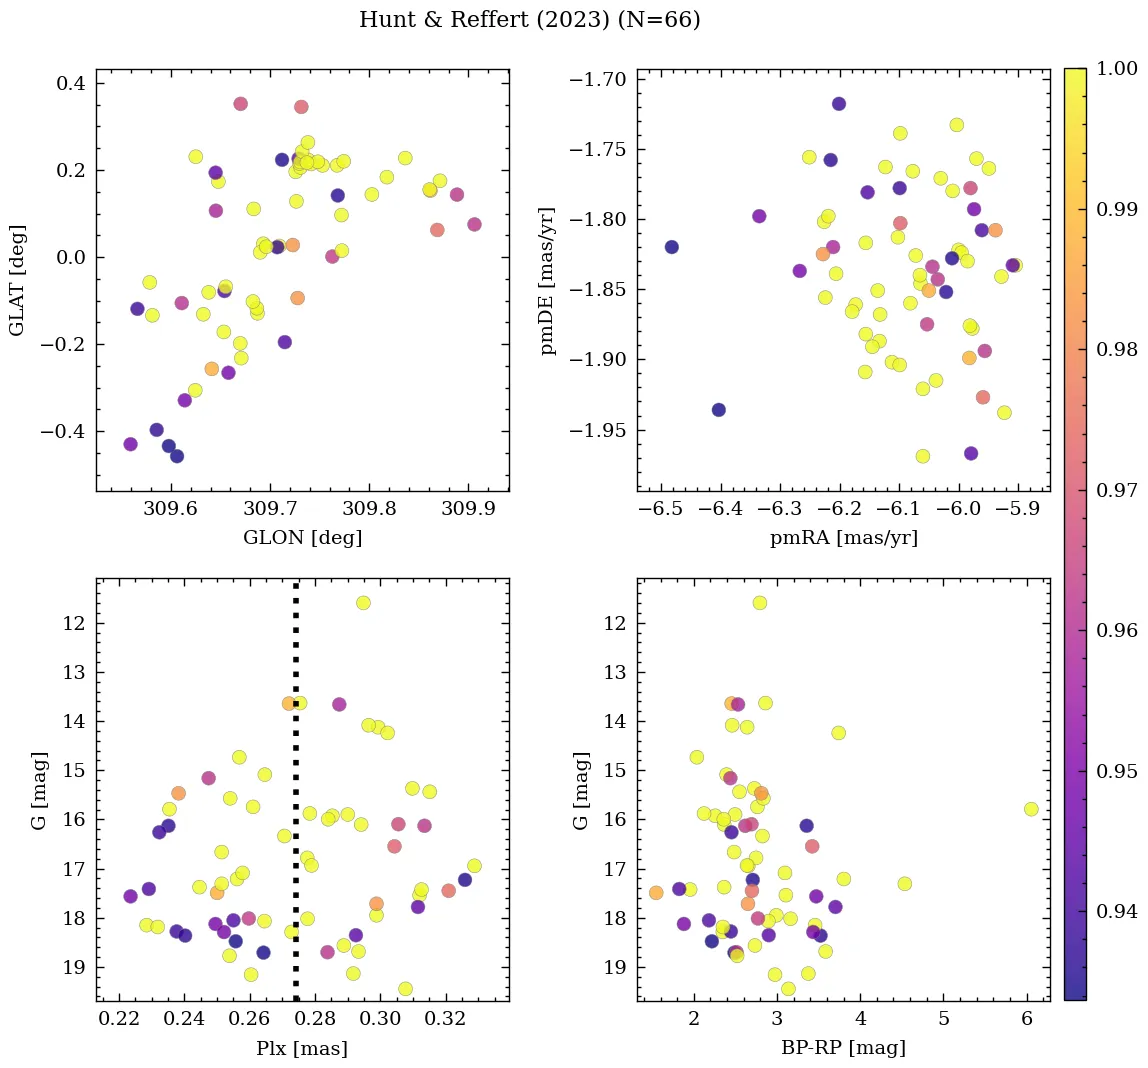 Hunt & Reffert (2023) (N=66)
0.4
0.2
0.0
−0.2
−0.4
GLAT [deg]
309.6 309.7 309.8 309.9
GLON [deg]
−1.70
−1.75
−1.80
−1.85
−1.90
−1.95
pmDE [mas/yr]
−6.5 −6.4 −6.3 −6.2 −6.1 −6.0 −5.9
pmRA [mas/yr]
12
13
14
15
16
17
18
19
G [mag]
0.22 0.24 0.26 0.28 0.30 0.32
Plx [mas]
12
13
14
15
16
17
18
19
G [mag]
2 3 4 5 6
BP-RP [mag]
1.00
0.99
0.98
0.97
0.96
0.95
0.94